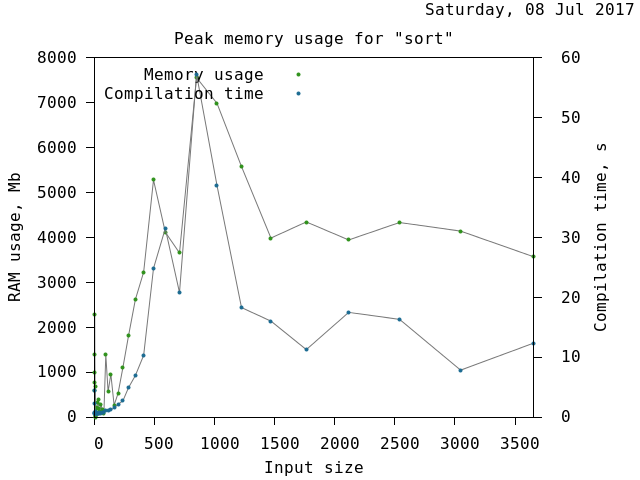 Saturday, 08 Jul 2017
Peak memory usage for "sort"
Memory usage
Compilation time
8000
7000
6000
5000
4000
3000
2000
1000
0
RAM usage, Mb
60
50
40
30
20
10
0
Compilation time, s
0 500 1000 1500 2000 2500 3000 3500
Input size